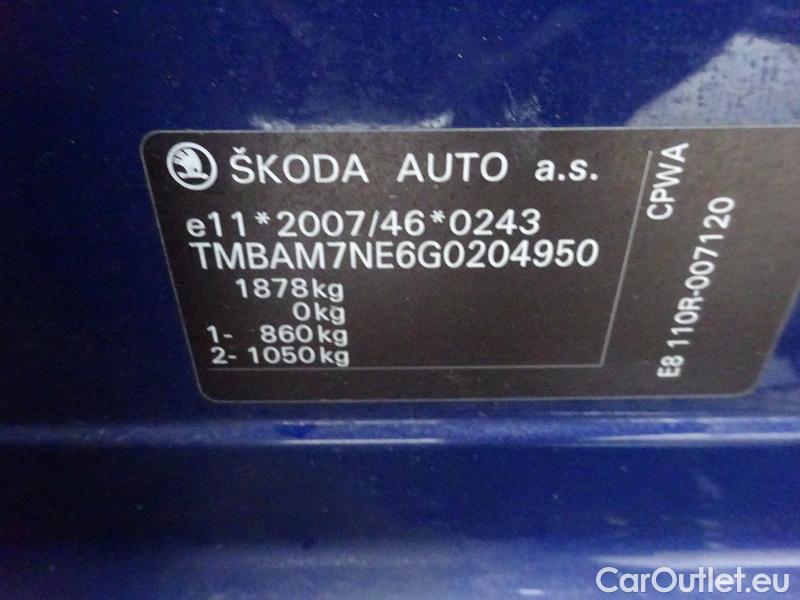 ŠKODA AUTO a.s.
e11*2007/46*0243
TMBAM7NE6G0204950
1878kg
0kg
1- 860kg
2- 1050kg
CPWA
E8 110R-007120
CarOutlet.eu